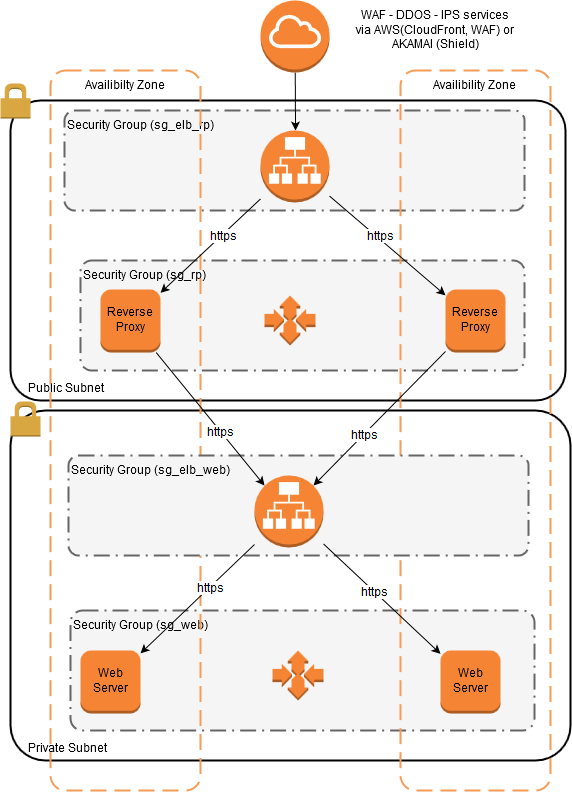 WAF - DDOS - IPS services
via AWS(CloudFront, WAF) or
AKAMAI (Shield)
Availibilty Zone
Availibilty Zone
Security Group (sg_elb_rp)
https
https
Security Group (sg_rp)
Reverse
Proxy
Reverse
Proxy
Public Subnet
https
https
Security Group (sg_elb_web)
https
https
Security Group (sg_web)
Web
Server
Web
Server
Private Subnet